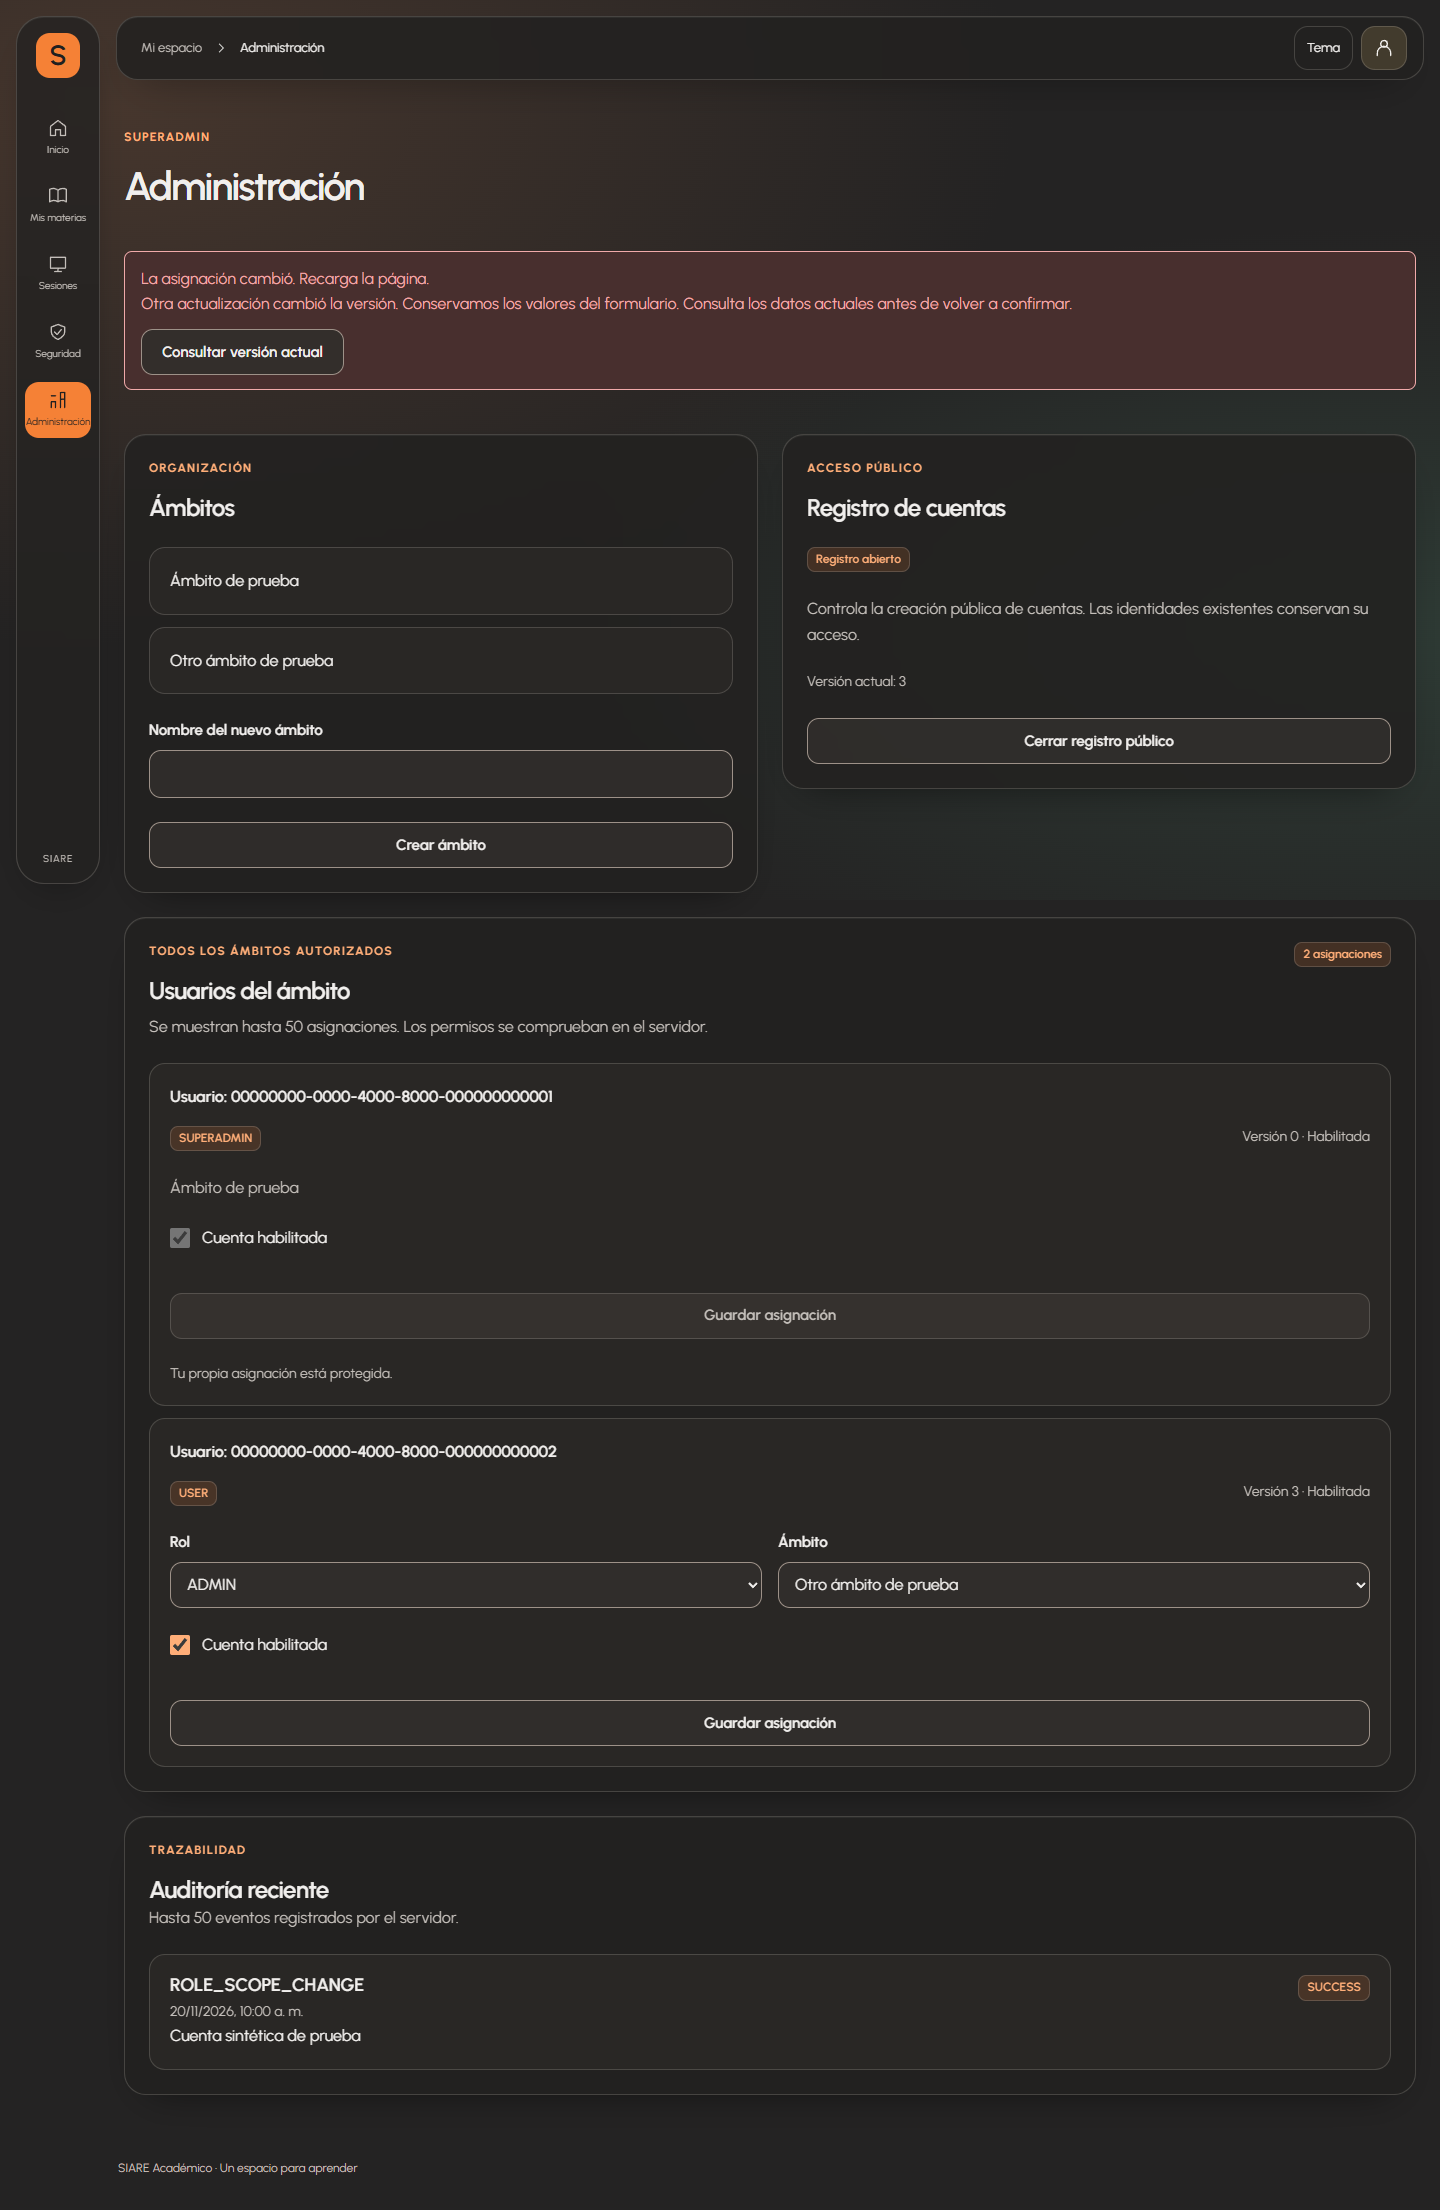 S
Inicio
Mis materias
Sesiones
Seguridad
Administración
SIARE
Mi espacio
Administración
Tema
SUPERADMIN
Administración
La asignación cambió. Recarga la página.
Otra actualización cambió la versión. Conservamos los valores del formulario. Consulta los datos actuales antes de volver a confirmar.
Consultar versión actual
ORGANIZACIÓN
Ámbitos
Ámbito de prueba
Otro ámbito de prueba
Nombre del nuevo ámbito
Crear ámbito
ACCESO PÚBLICO
Registro de cuentas
Registro abierto
Controla la creación pública de cuentas. Las identidades existentes conservan su
acceso.
Versión actual: 3
Cerrar registro público
TODOS LOS ÁMBITOS AUTORIZADOS
2 asignaciones
Usuarios del ámbito
Se muestran hasta 50 asignaciones. Los permisos se comprueban en el servidor.
Usuario: 00000000-0000-4000-8000-000000000001
SUPERADMIN
Versión 0 · Habilitada
Ámbito de prueba
Cuenta habilitada
Guardar asignación
Tu propia asignación está protegida.
Usuario: 00000000-0000-4000-8000-000000000002
USER
Versión 3 · Habilitada
Rol
Ámbito
ADMIN
Otro ámbito de prueba
Cuenta habilitada
Guardar asignación
TRAZABILIDAD
Auditoría reciente
Hasta 50 eventos registrados por el servidor.
ROLE_SCOPE_CHANGE
SUCCESS
20/11/2026, 10:00 a. m.
Cuenta sintética de prueba
SIARE Académico · Un espacio para aprender